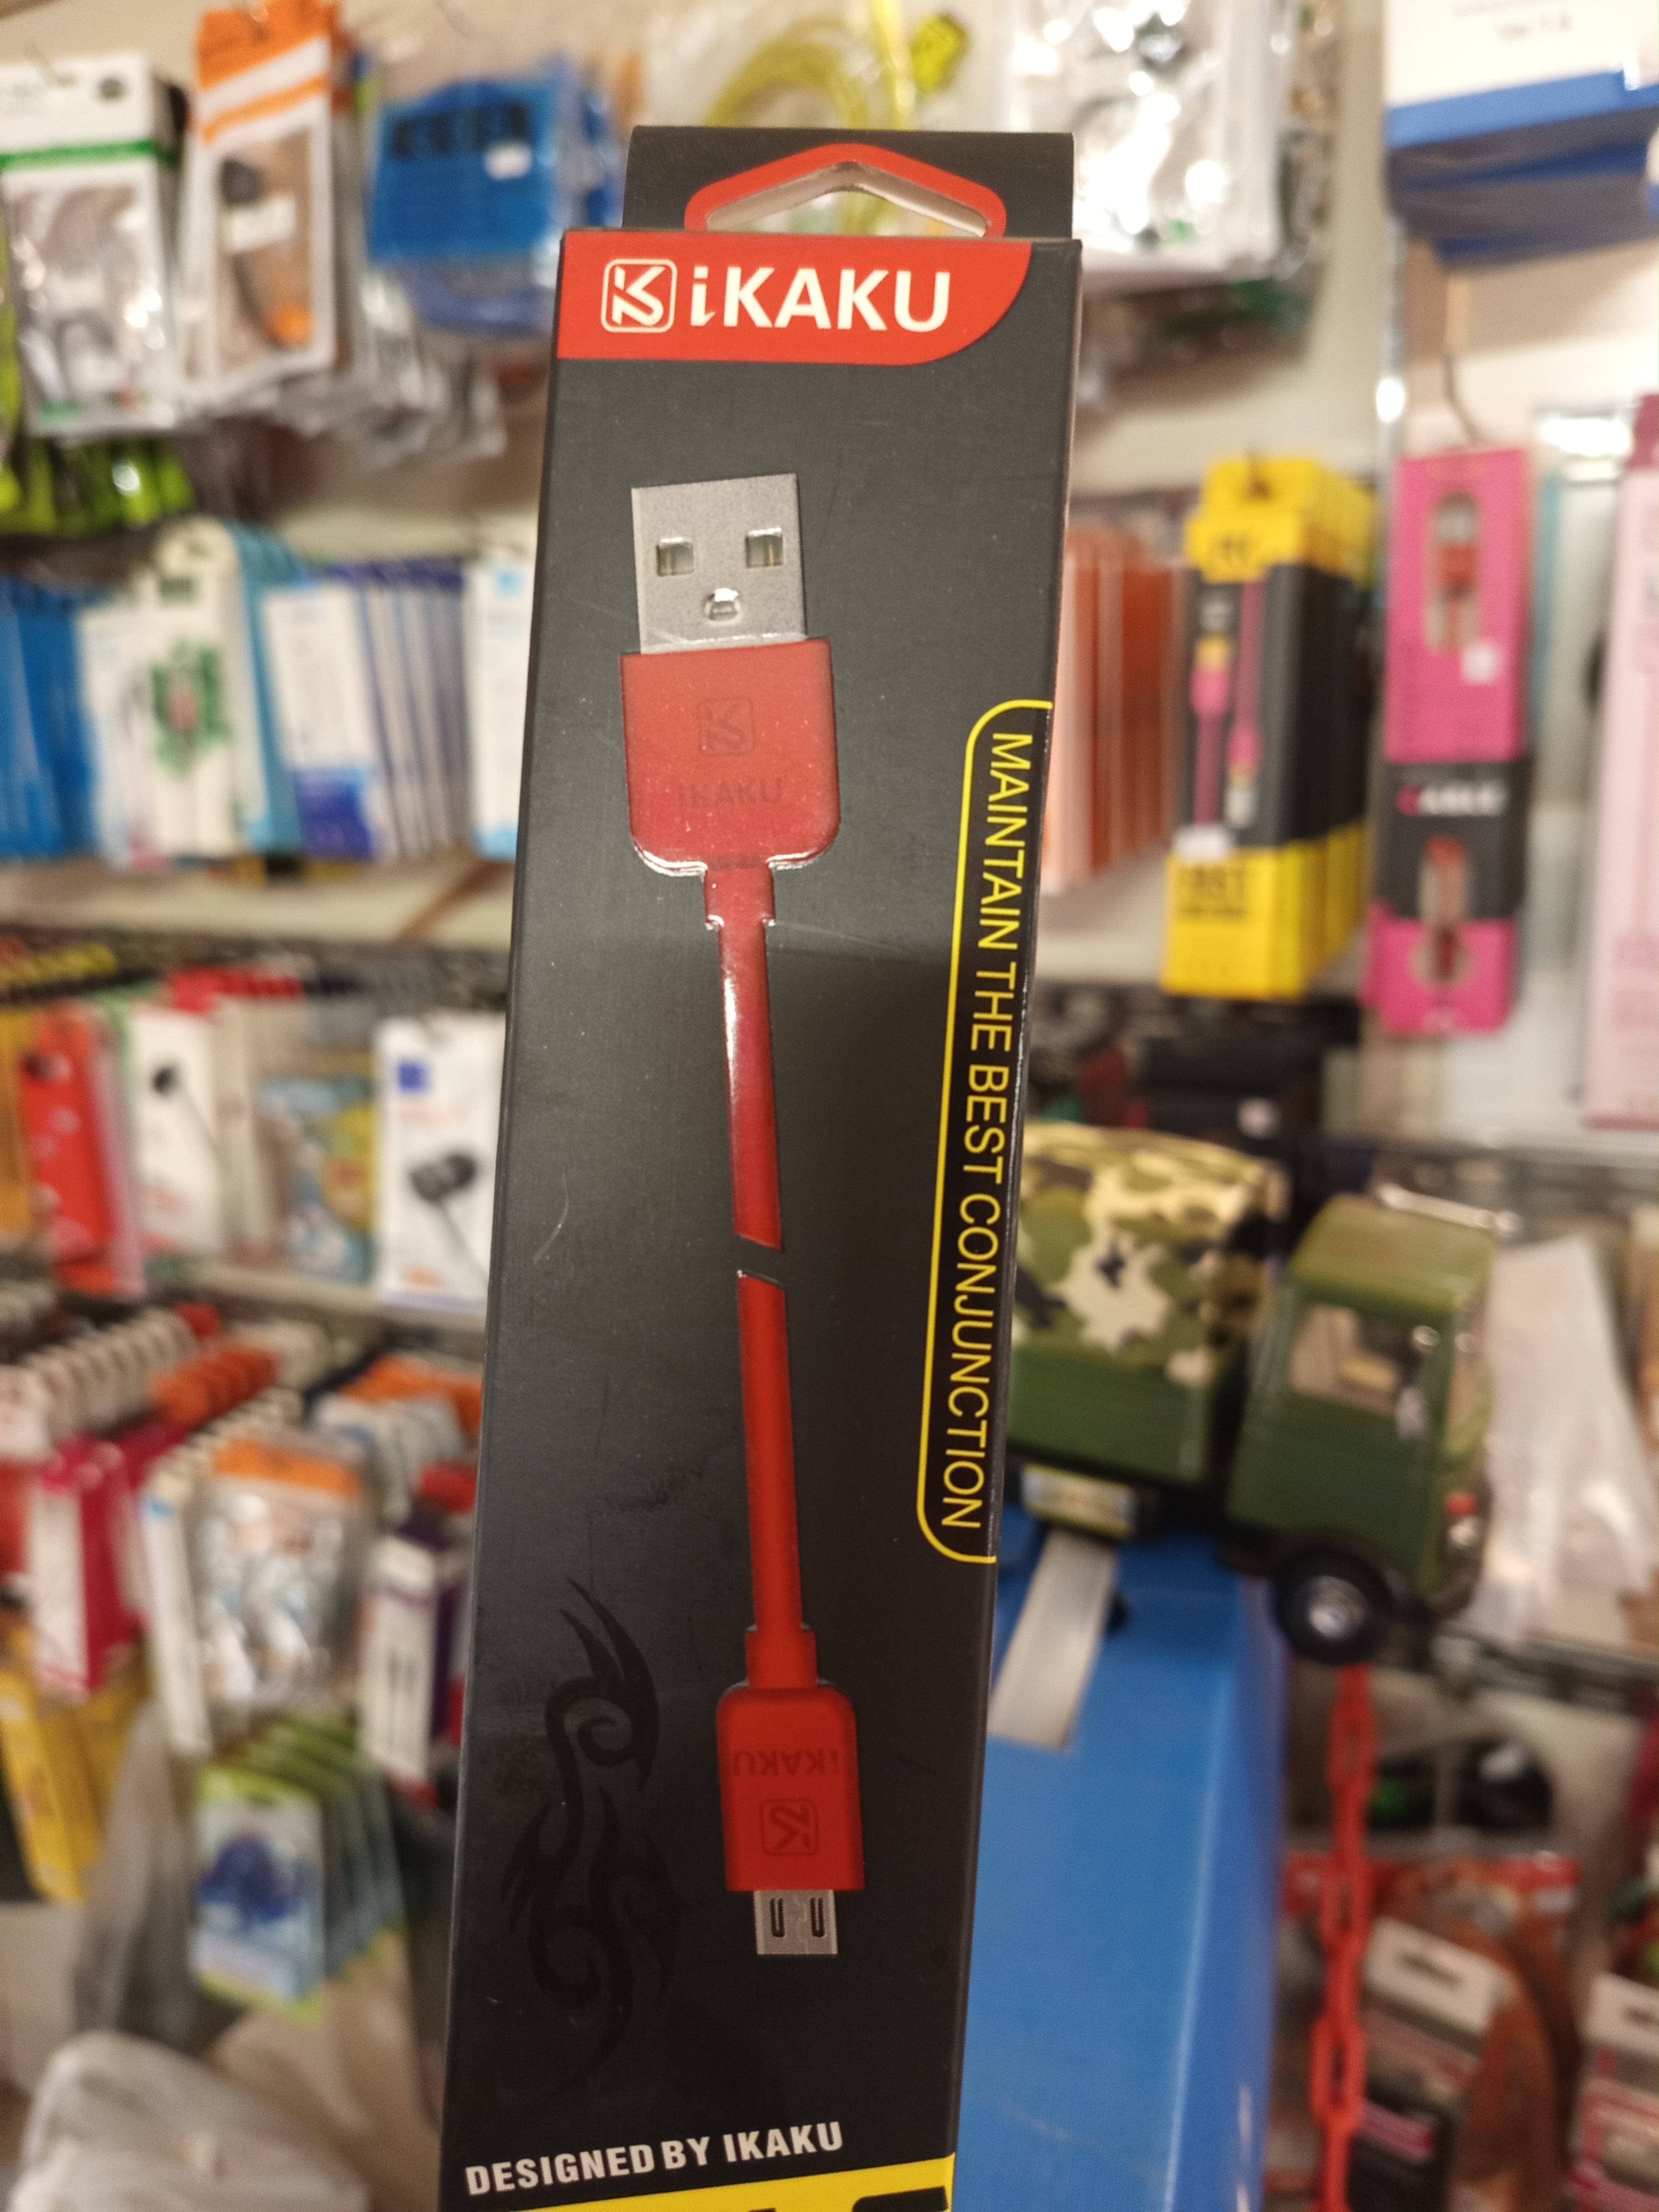 iKAKU
iKAKU
MAINTAIN THE BEST CONJUNCTION
iKAKU
DESIGNED BY IKAKU